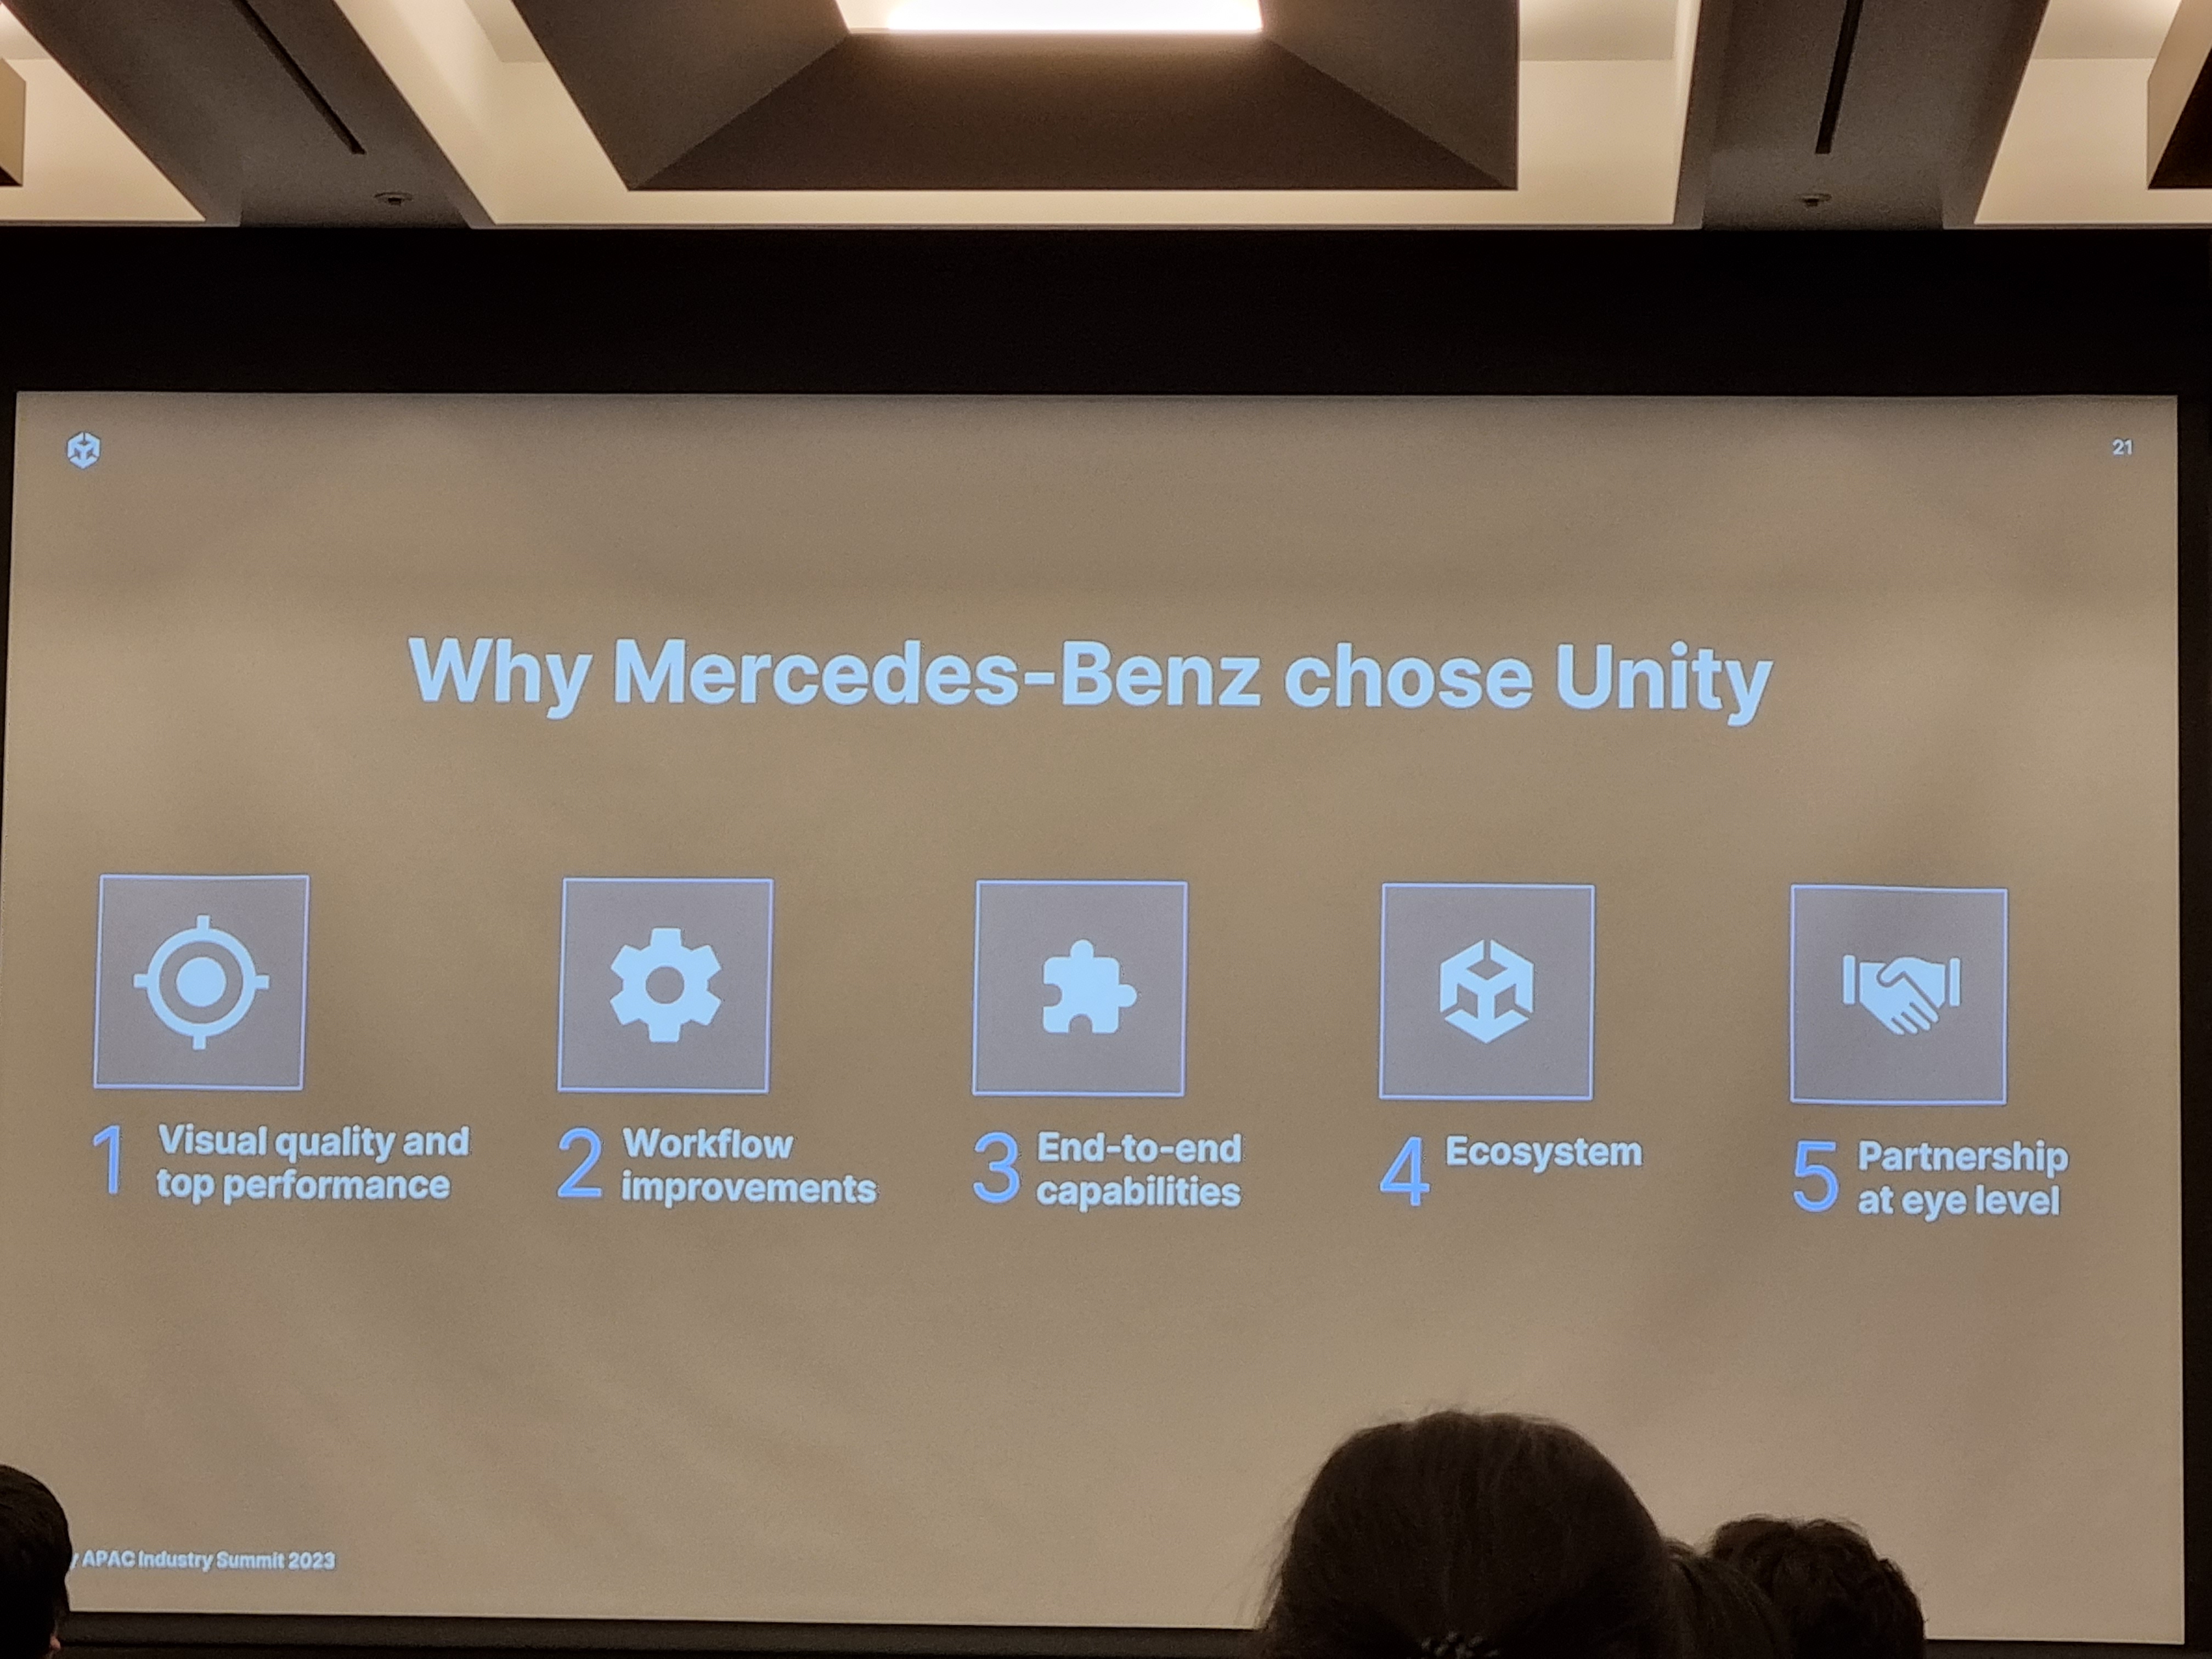 21
Why Mercedes-Benz chose Unity
1 Visual quality and
top performance
2 Workflow
improvements
3 End-to-end
capabilities
4 Ecosystem
5 Partnership
at eye level
APAC Industry Summit 2023